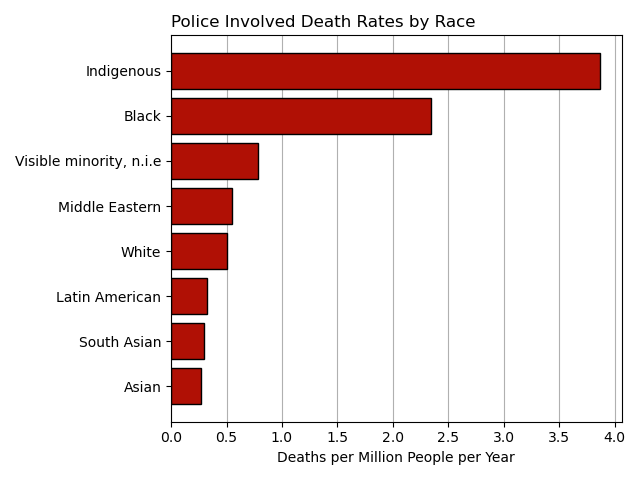 Police Involved Death Rates by Race
Indigenous
Black
Visible minority, n.i.e
Middle Eastern
White
Latin American
South Asian
Asian
0.0 0.5 1.0 1.5 2.0 2.5 3.0 3.5 4.0
Deaths per Million People per Year